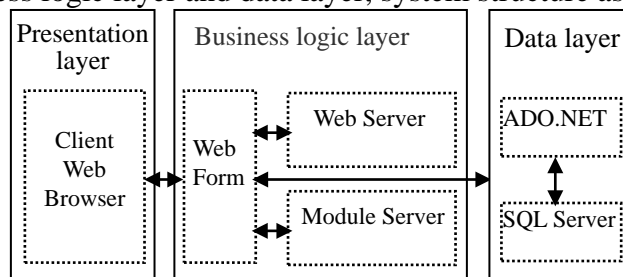 ess logic layer and data layer, system structure as
Presentation
layer
Business logic layer
Data layer
Client
Web
Browser
Web
Form
Web Server
Module Server
ADO.NET
SQL Server